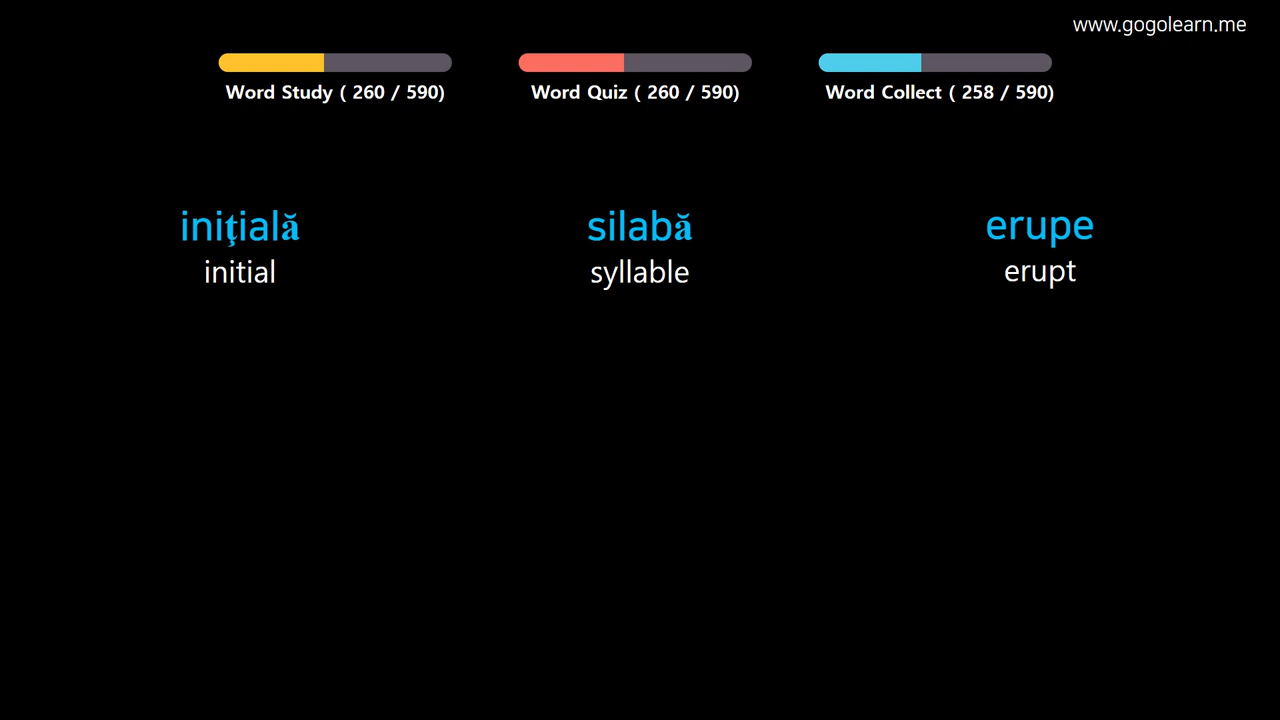 www.gogolearn.me
Word Study ( 260 / 590)
Word Quiz ( 260 / 590)
Word Collect ( 258 / 590)
iniţială
initial
silabă
syllable
erupe
erupt